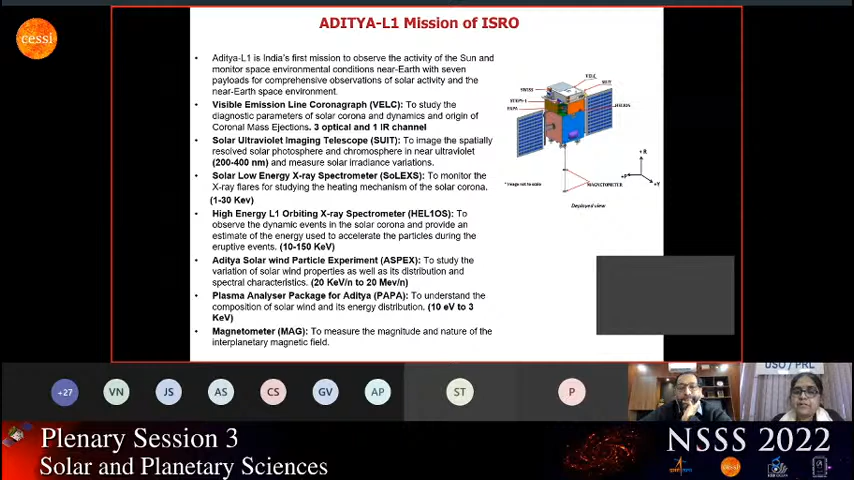 cessi
ADITYA-L1 Mission of ISRO
• Aditya-L1 is India's first mission to observe the activity of the Sun and
monitor space environmental conditions near-Earth with seven
payloads for comprehensive observations of solar activity and the
near-Earth space environment.
• Visible Emission Line Coronagraph (VELC): To study the
diagnostic parameters of solar corona and dynamics and origin of
Coronal Mass Ejections. 3 optical and 1 IR channel
• Solar Ultraviolet Imaging Telescope (SUIT): To image the spatially
resolved solar photosphere and chromosphere in near ultraviolet
(200-400 nm) and measure solar irradiance variations.
• Solar Low Energy X-ray Spectrometer (SoLEXS): To monitor the
X-ray flares for studying the heating mechanism of the solar corona.
(1-30 Kev)
• High Energy L1 Orbiting X-ray Spectrometer (HEL1OS): To
observe the dynamic events in the solar corona and provide an
estimate of the energy used to accelerate the particles during the
eruptive events. (10-150 KeV)
• Aditya Solar wind Particle Experiment (ASPEX): To study the
variation of solar wind properties as well as its distribution and
spectral characteristics. (20 KeV/n to 20 Mev/n)
• Plasma Analyser Package for Aditya (PAPA): To understand the
composition of solar wind and its energy distribution. (10 eV to 3
KeV)
• Magnetometer (MAG): To measure the magnitude and nature of the
interplanetary magnetic field.
VELC
SUIT
SWISS
STEPS-1
PAPA
HEL1OS
MAGNETOMETER
* Image not to scale
+R
+Y
Deployed view
+27
VN
JS
AS
CS
GV
AP
ST
P
USO / PRL
Plenary Session 3
Solar and Planetary Sciences
NSSS 2022
cessi